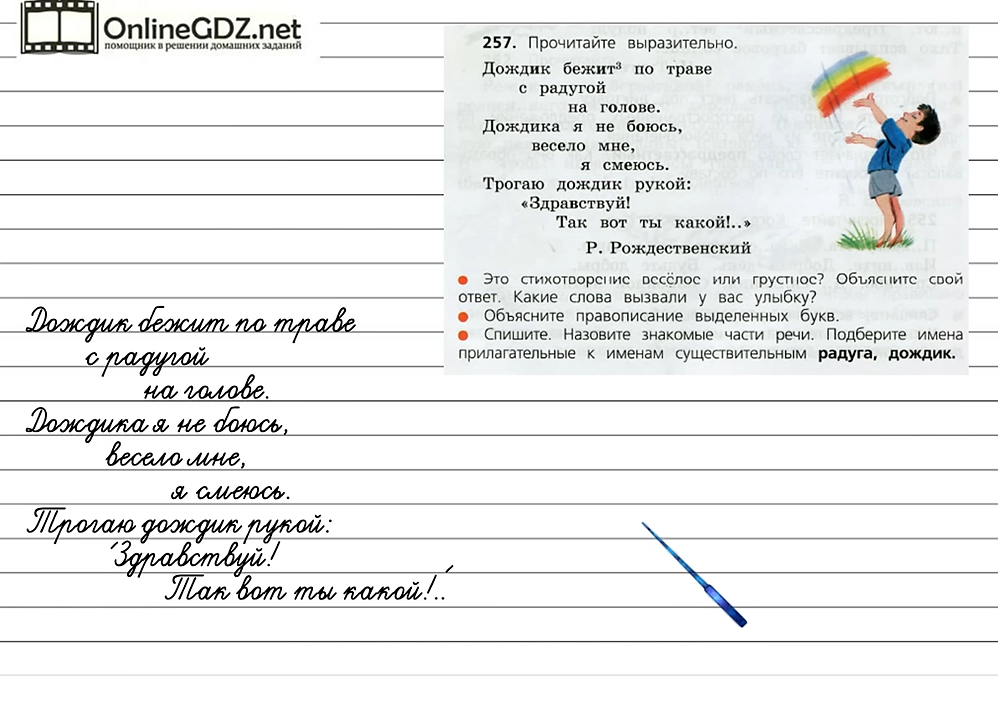 OnlineGDZ.net
помощник в решении домашних заданий
257. Прочитайте выразительно.
Дождик бежит³ по траве
с радугой
на голове.
Дождика я не боюсь,
весело мне,
я смеюсь.
Трогаю дождик рукой:
«Здравствуй!
Так вот ты какой!..»
Р. Рождественский
● Это стихотворение весёлое или грустное? Объясните свой
ответ. Какие слова вызвали у вас улыбку?
● Объясните правописание выделенных букв.
● Спишите. Назовите знакомые части речи. Подберите имена
прилагательные к именам существительным радуга, дождик.
Дождик бежит по траве
с радугой
на голове.
Дождика я не боюсь,
весело мне,
я смеюсь.
Трогаю дождик рукой:
"Здравствуй!
Так вот ты какой!.."